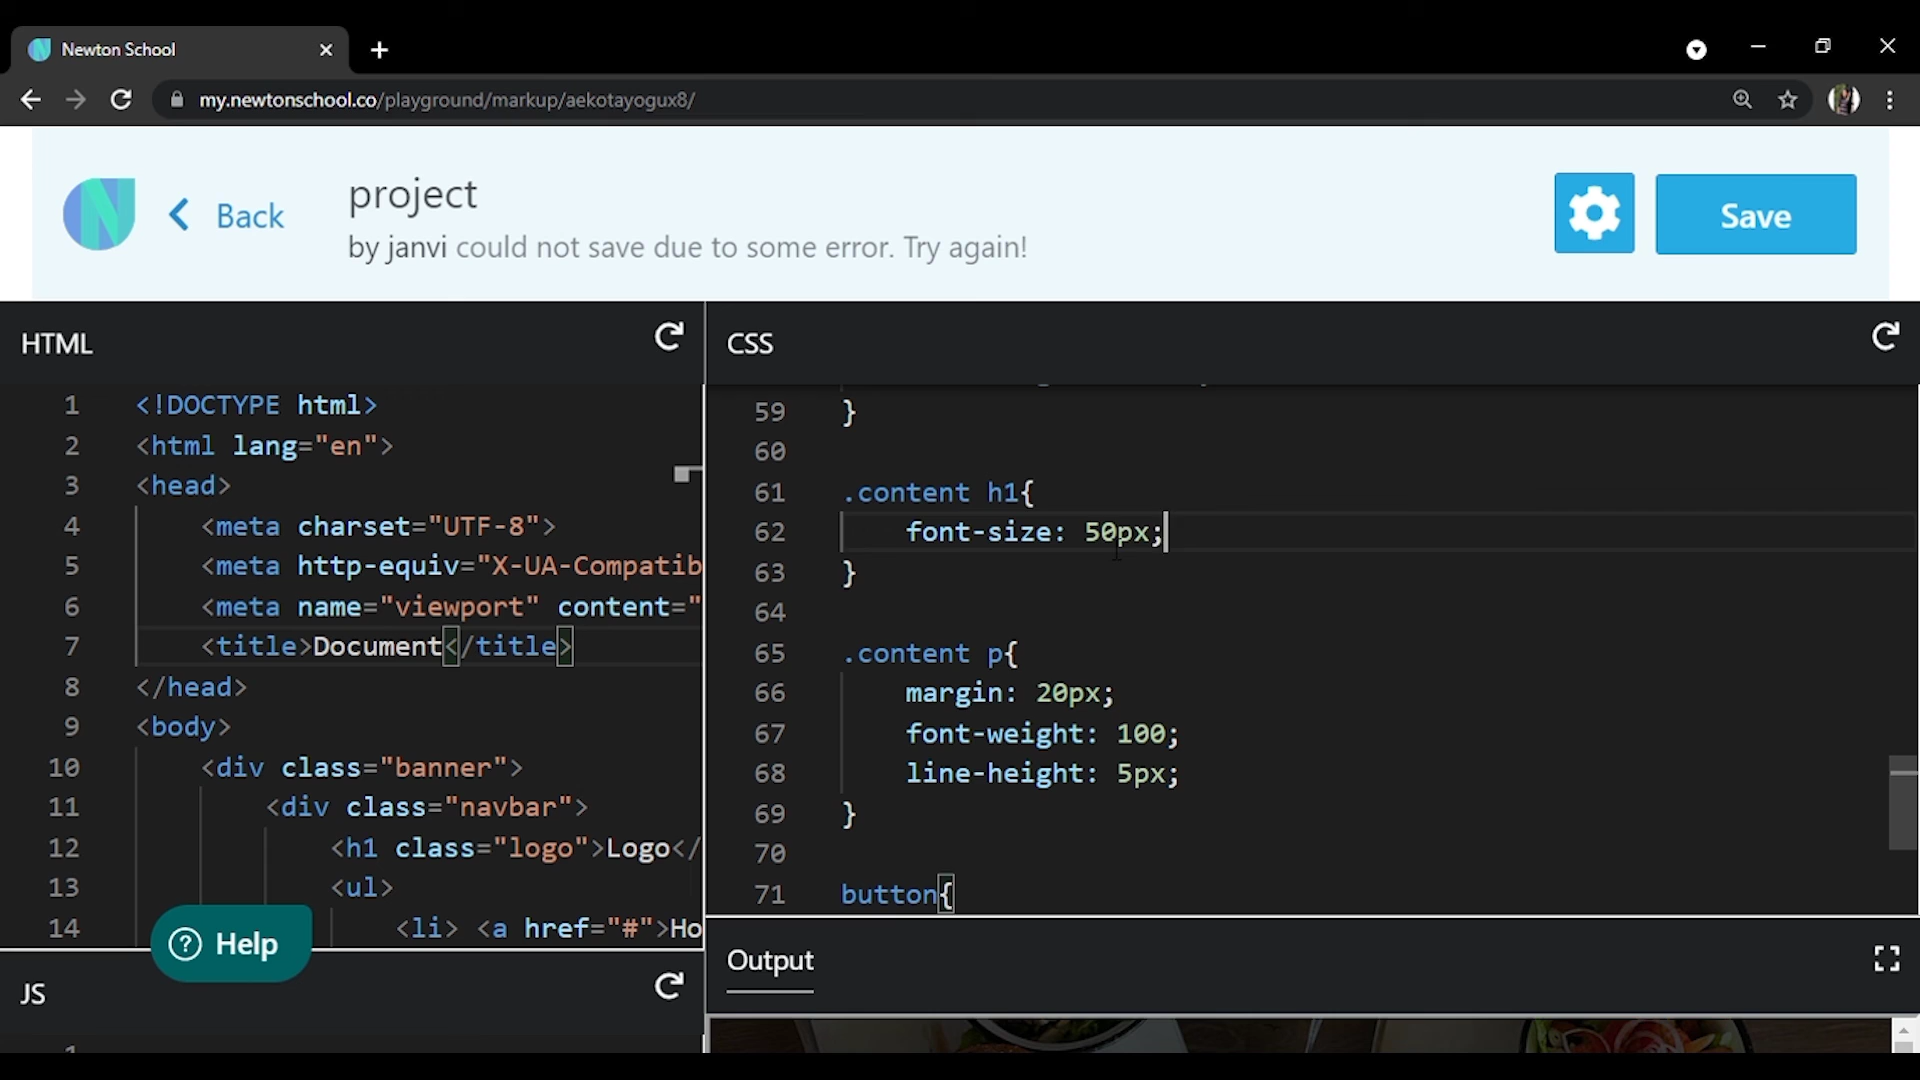 Newton School
my.newtonschool.co/playground/markup/aekotayogux8/
Back
project
by janvi could not save due to some error. Try again!
Save
HTML
1 <!DOCTYPE html>
2 <html lang="en">
3 <head>
4 <meta charset="UTF-8">
5 <meta http-equiv="X-UA-Compatib
6 <meta name="viewport" content="
7 <title>Document</title>
8 </head>
9 <body>
10 <div class="banner">
11 <div class="navbar">
12 <h1 class="logo">Logo</
13 <ul>
14 <li> <a href="#">Ho
Help
JS
CSS
59 }
60
61 .content h1{
62 font-size: 50px;
63 }
64
65 .content p{
66 margin: 20px;
67 font-weight: 100;
68 line-height: 5px;
69 }
70
71 button{
Output